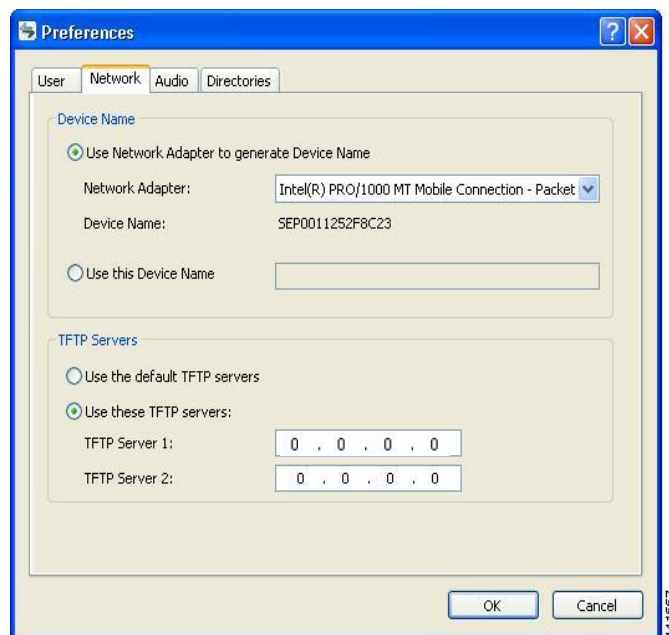 Preferences
User Network Audio Directories
Device Name
Use Network Adapter to generate Device Name
Network Adapter: Intel(R) PRO/1000 MT Mobile Connection - Packet
Device Name: SEP0011252F8C23
Use this Device Name
TFTP Servers
Use the default TFTP servers
Use these TFTP servers:
TFTP Server 1: 0 . 0 . 0 . 0
TFTP Server 2: 0 . 0 . 0 . 0
OK Cancel